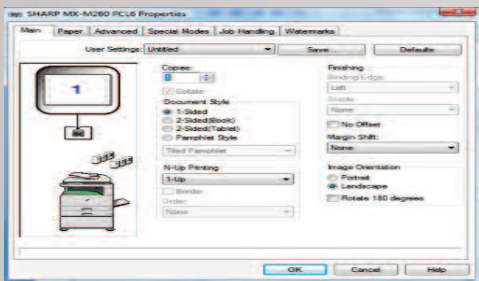 SHARP MX-M260 PCL6 Properties
Main Paper Advanced Special Modes Job Handling Watermarks
User Settings: Untitled Save... Defaults
1
Copies:
1
Collate
Document Style
1-Sided
2-Sided(Book)
2-Sided(Tablet)
Pamphlet Style
Tiled Pamphlet
N-Up Printing
1-Up
Border
Order:
None
Finishing
Binding Edge:
Left
Staple:
None
No Offset
Margin Shift:
None
Image Orientation
Portrait
Landscape
Rotate 180 degrees
OK Cancel Help